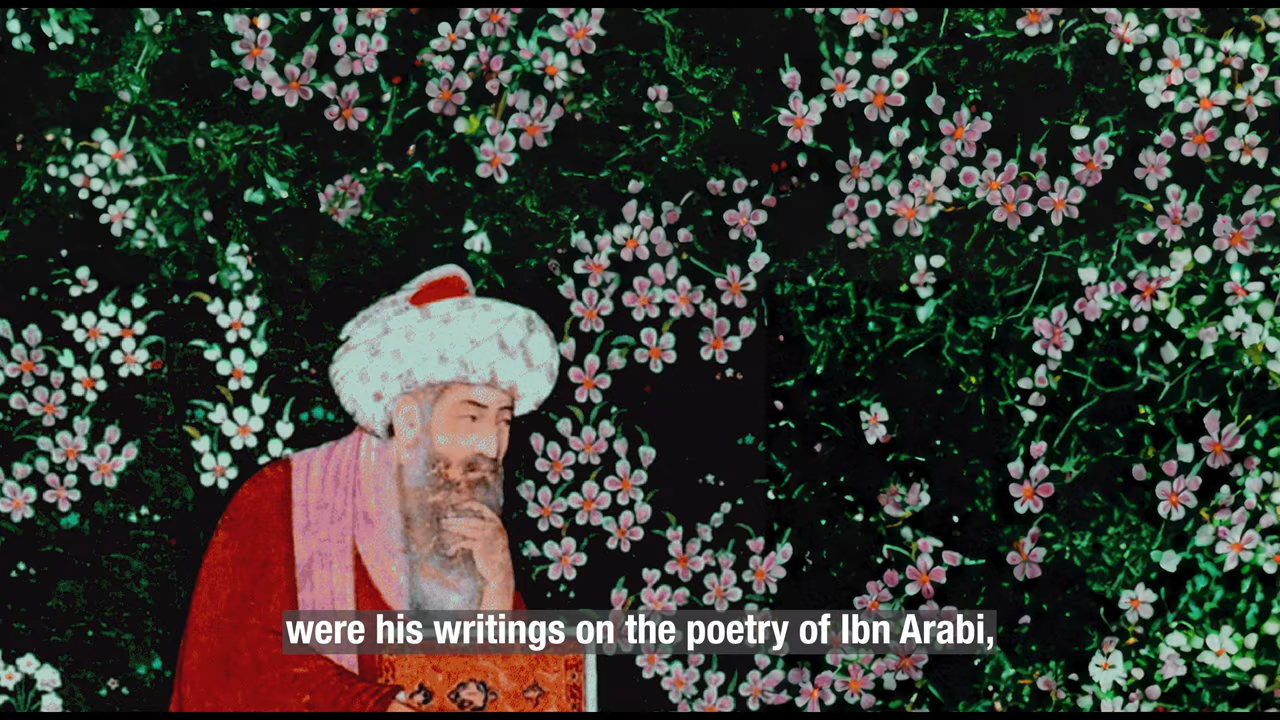 were his writings on the poetry of Ibn Arabi,